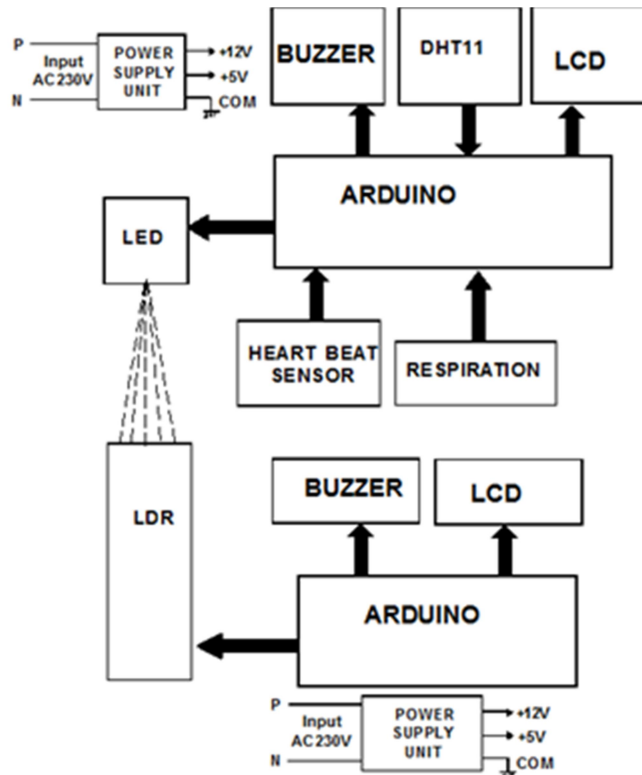 P
Input
AC230V
N
POWER
SUPPLY
UNIT
+12V
+5V
COM
BUZZER
DHT11
LCD
ARDUINO
LED
HEART BEAT
SENSOR
RESPIRATION
LDR
BUZZER
LCD
ARDUINO
P
Input
AC230V
N
POWER
SUPPLY
UNIT
+12V
+5V
COM